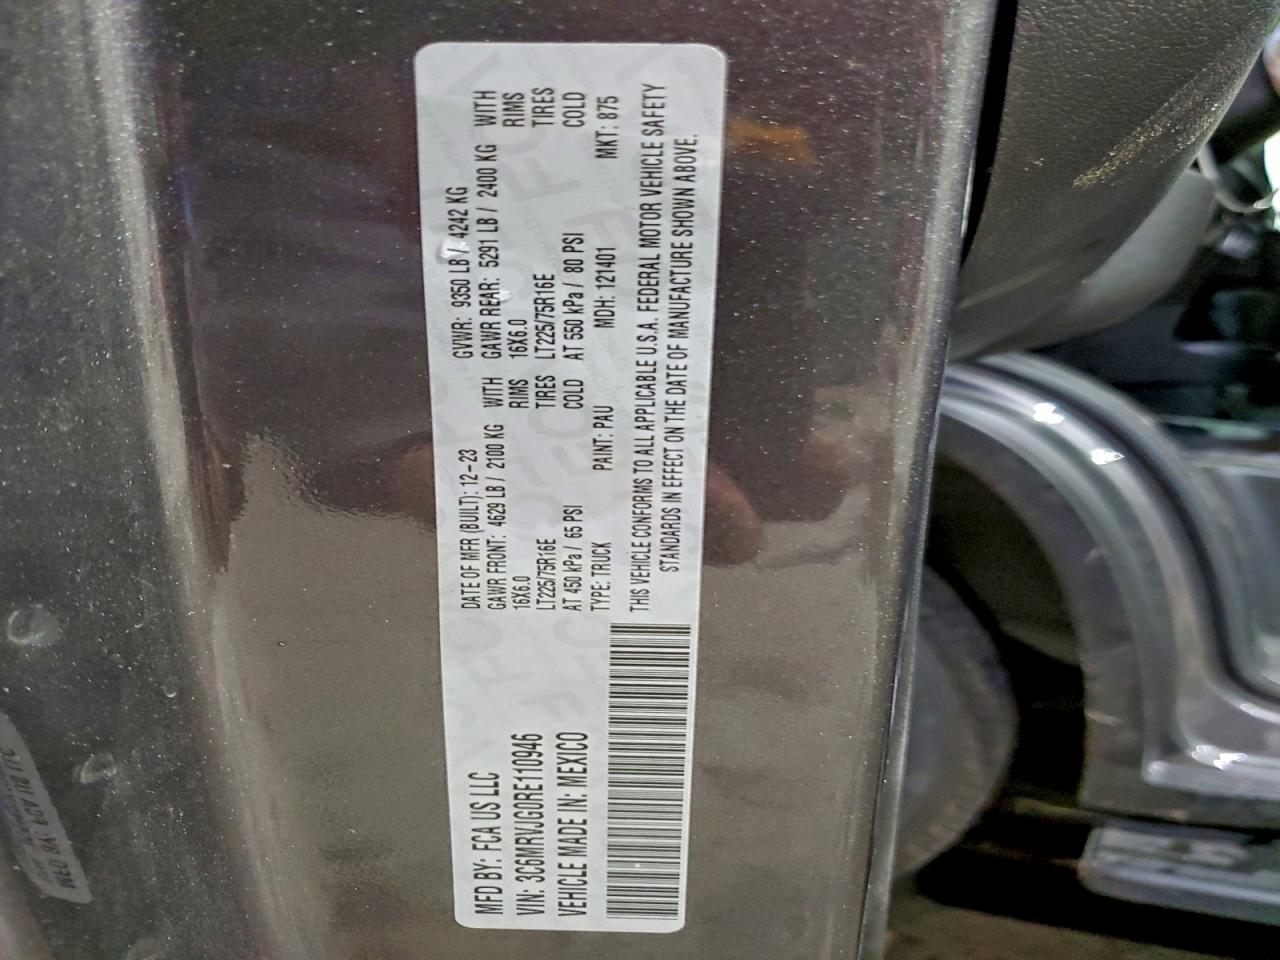 MFD BY: FCA US LLC
VIN: 3C6MRVJG0RE110946
VEHICLE MADE IN: MEXICO
DATE OF MFR (BUILT): 12-23 GVWR: 9350 LB / 4242 KG
GAWR FRONT: 4629 LB / 2100 KG WITH GAWR REAR: 5291 LB / 2400 KG WITH
16X6.0 RIMS 16X6.0 RIMS
LT225/75R16E TIRES LT225/75R16E TIRES
AT 450 kPa / 65 PSI COLD AT 550 kPa / 80 PSI COLD
TYPE: TRUCK PAINT: PAU MDH: 121401 MKT: 875
THIS VEHICLE CONFORMS TO ALL APPLICABLE U.S.A. FEDERAL MOTOR VEHICLE SAFETY
STANDARDS IN EFFECT ON THE DATE OF MANUFACTURE SHOWN ABOVE.